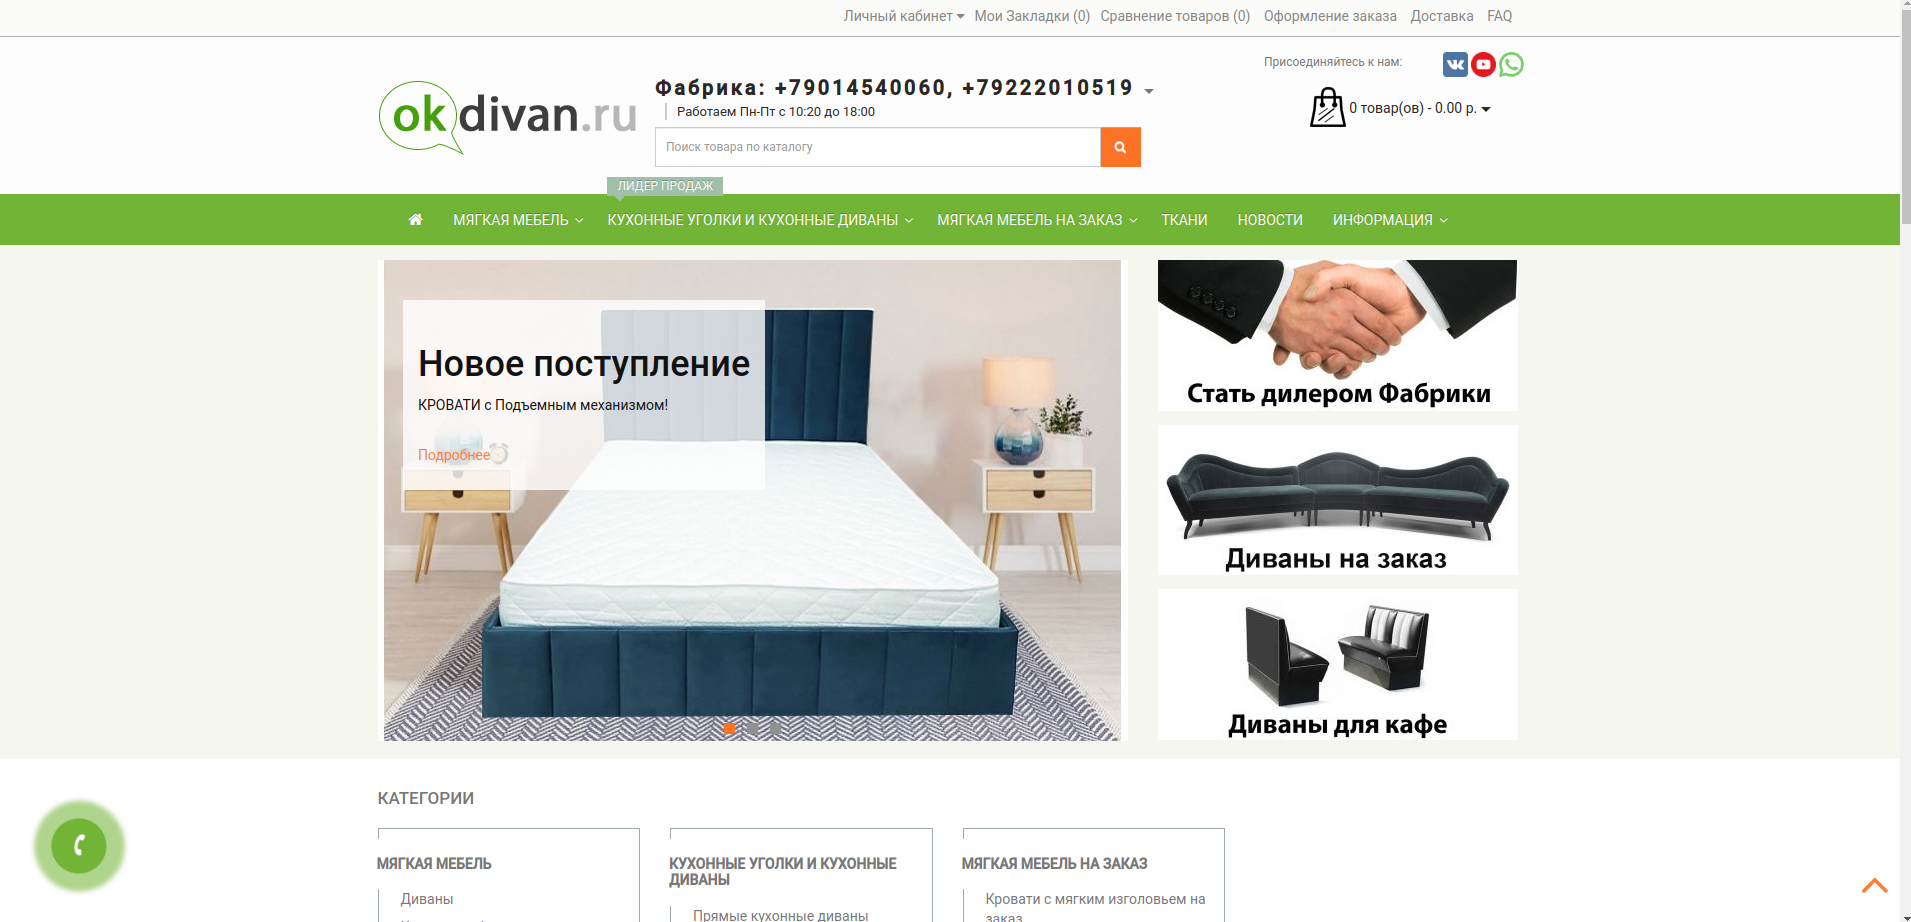 Личный кабинет Мои Закладки (0) Сравнение товаров (0) Оформление заказа Доставка FAQ
Присоединяйтесь к нам:
okdivan.ru
Фабрика: +79014540060, +79222010519
Работаем Пн-Пт с 10:20 до 18:00
0 товар(ов) - 0.00 р.
Поиск товара по каталогу
ЛИДЕР ПРОДАЖ
МЯГКАЯ МЕБЕЛЬ КУХОННЫЕ УГОЛКИ И КУХОННЫЕ ДИВАНЫ МЯГКАЯ МЕБЕЛЬ НА ЗАКАЗ ТКАНИ НОВОСТИ ИНФОРМАЦИЯ
Новое поступление
КРОВАТИ с Подъемным механизмом!
Подробнее
Стать дилером Фабрики
Диваны на заказ
Диваны для кафе
КАТЕГОРИИ
МЯГКАЯ МЕБЕЛЬ
Диваны
КУХОННЫЕ УГОЛКИ И КУХОННЫЕ
ДИВАНЫ
Прямые кухонные диваны
МЯГКАЯ МЕБЕЛЬ НА ЗАКАЗ
Кровати с мягким изголовьем на
заказ